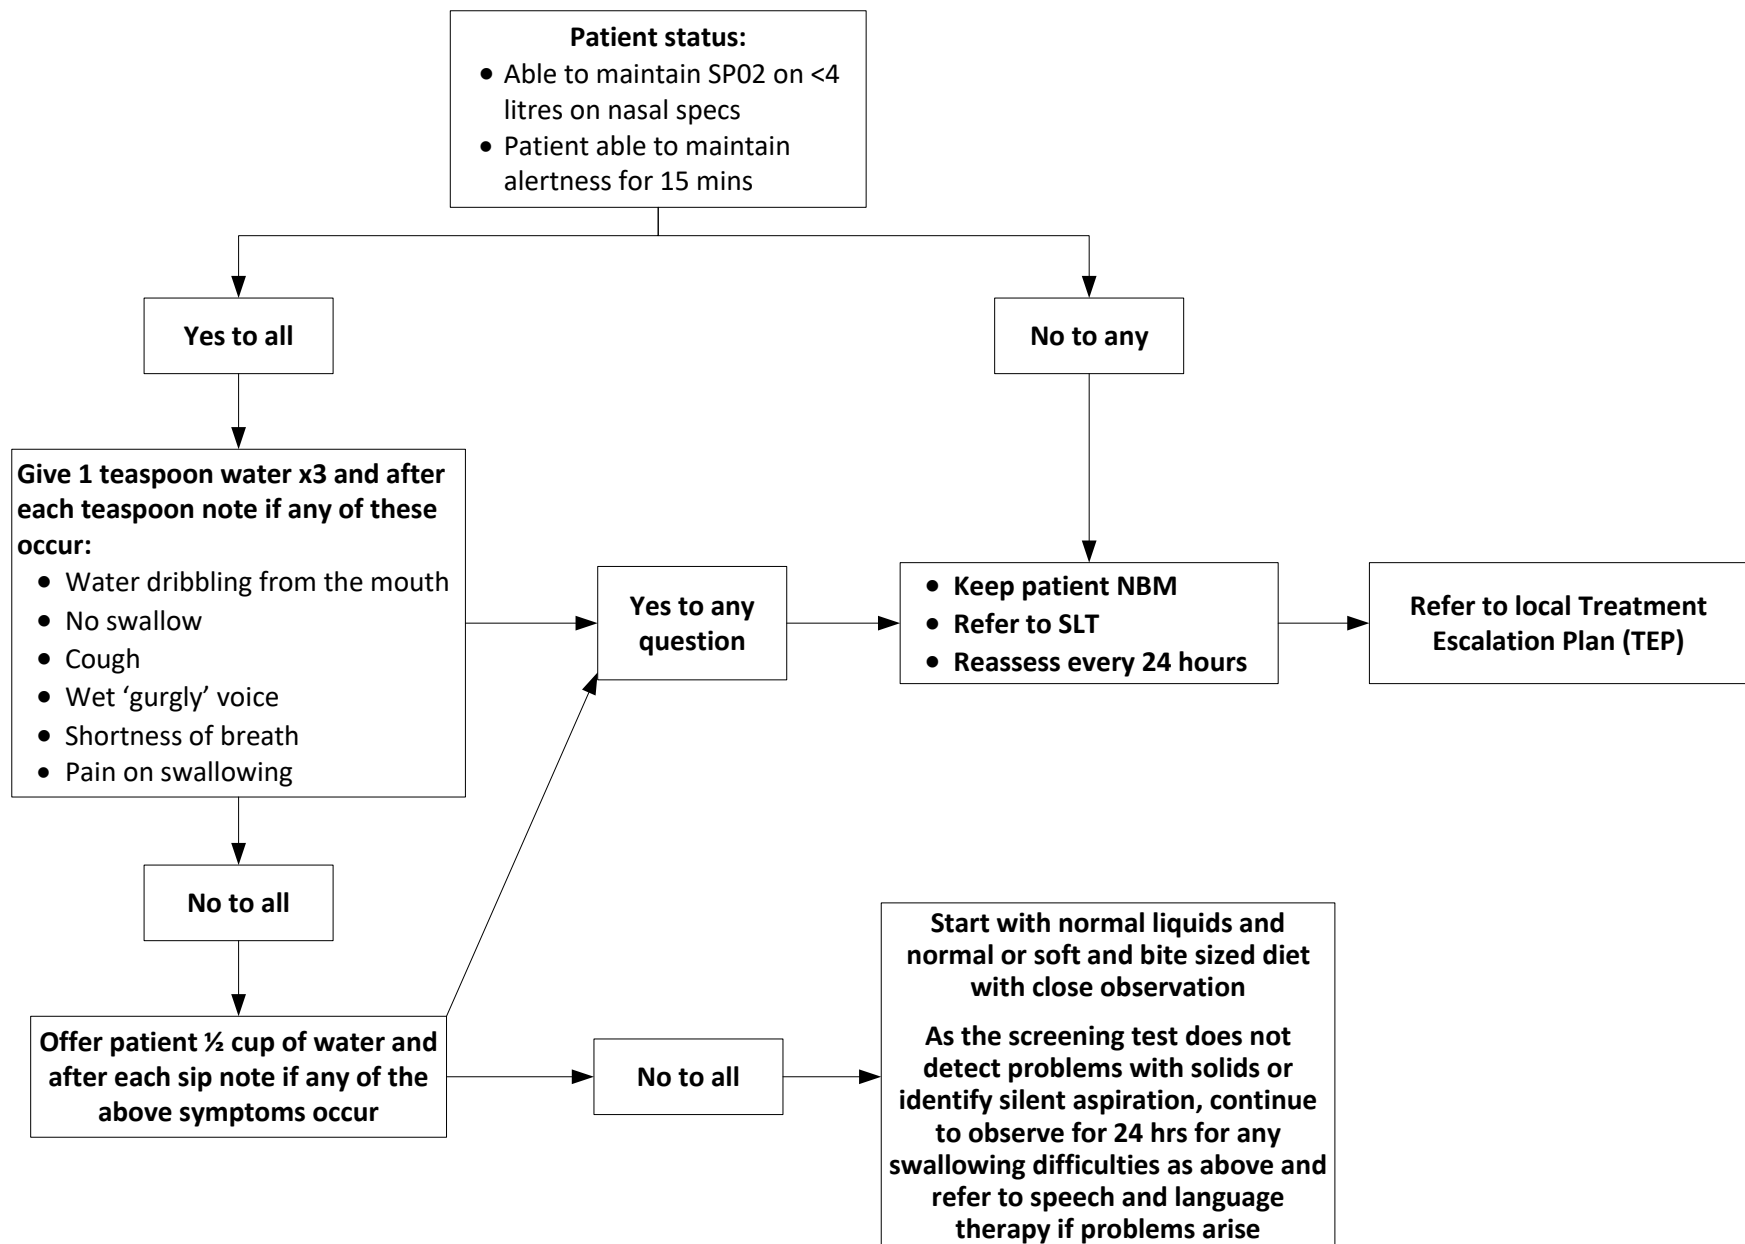 Patient status:
• Able to maintain SP02 on <4
litres on nasal specs
• Patient able to maintain
alertness for 15 mins
Yes to all
No to any
Give 1 teaspoon water x3 and after
each teaspoon note if any of these
occur:
• Water dribbling from the mouth
• No swallow
• Cough
• Wet ‘gurgly’ voice
• Shortness of breath
• Pain on swallowing
Yes to any
question
• Keep patient NBM
• Refer to SLT
• Reassess every 24 hours
Refer to local Treatment
Escalation Plan (TEP)
No to all
Offer patient ½ cup of water and
after each sip note if any of the
above symptoms occur
No to all
Start with normal liquids and
normal or soft and bite sized diet
with close observation
As the screening test does not
detect problems with solids or
identify silent aspiration, continue
to observe for 24 hrs for any
swallowing difficulties as above and
refer to speech and language
therapy if problems arise